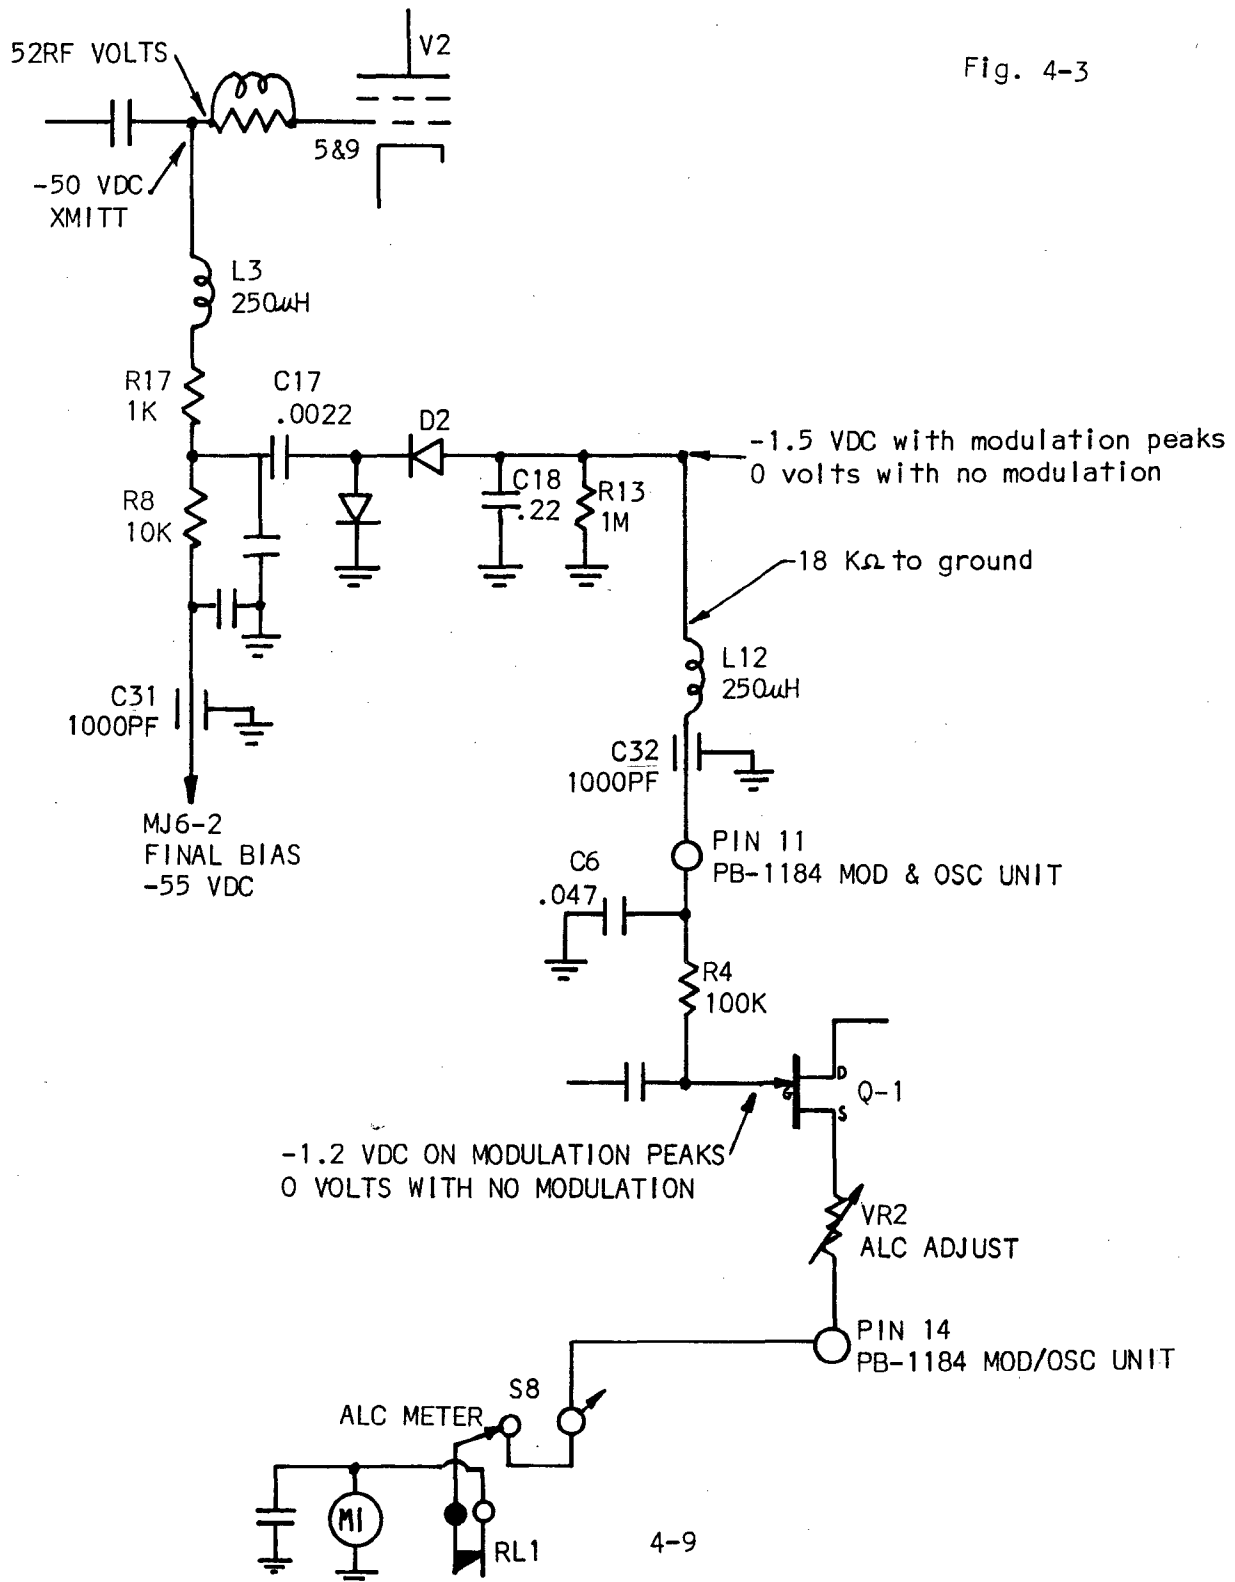 Fig. 4-3
V2
52RF VOLTS
5&9
-50 VDC
XMITT
L3
250uH
R17
1K
C17
.0022
D2
-1.5 VDC with modulation peaks
0 volts with no modulation
R8
10K
C18
.22
R13
1M
-18 KΩ to ground
L12
250uH
C31
1000PF
C32
1000PF
MJ6-2
FINAL BIAS
-55 VDC
PIN 11
PB-1184 MOD & OSC UNIT
C6
.047
R4
100K
D
G
S
Q-1
-1.2 VDC ON MODULATION PEAKS
0 VOLTS WITH NO MODULATION
VR2
ALC ADJUST
PIN 14
PB-1184 MOD/OSC UNIT
S8
ALC METER
M1
RL1
4-9